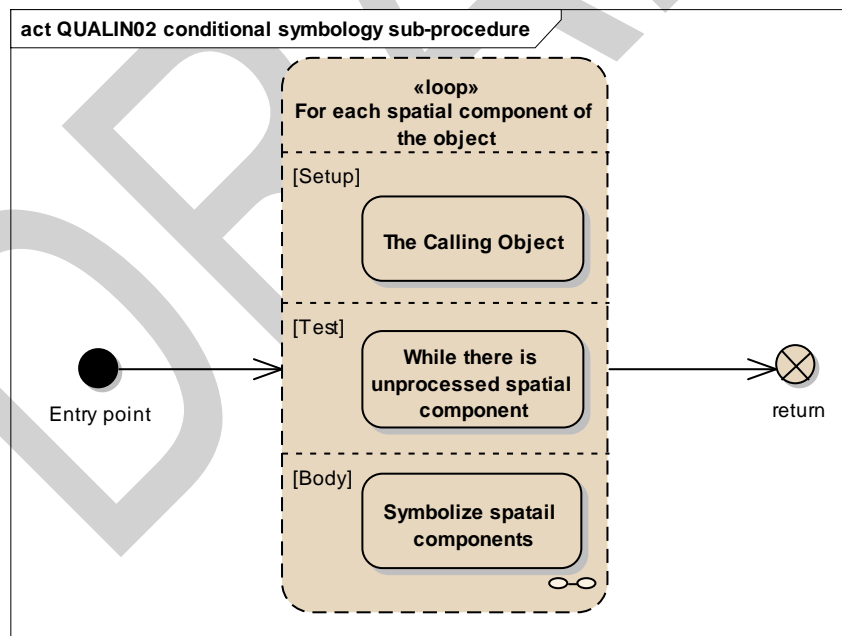 act QUALIN02 conditional symbology sub-procedure
«loop»
For each spatial component of
the object
[Setup]
The Calling Object
[Test]
While there is
unprocessed spatial
component
Entry point
return
[Body]
Symbolize spatail
components